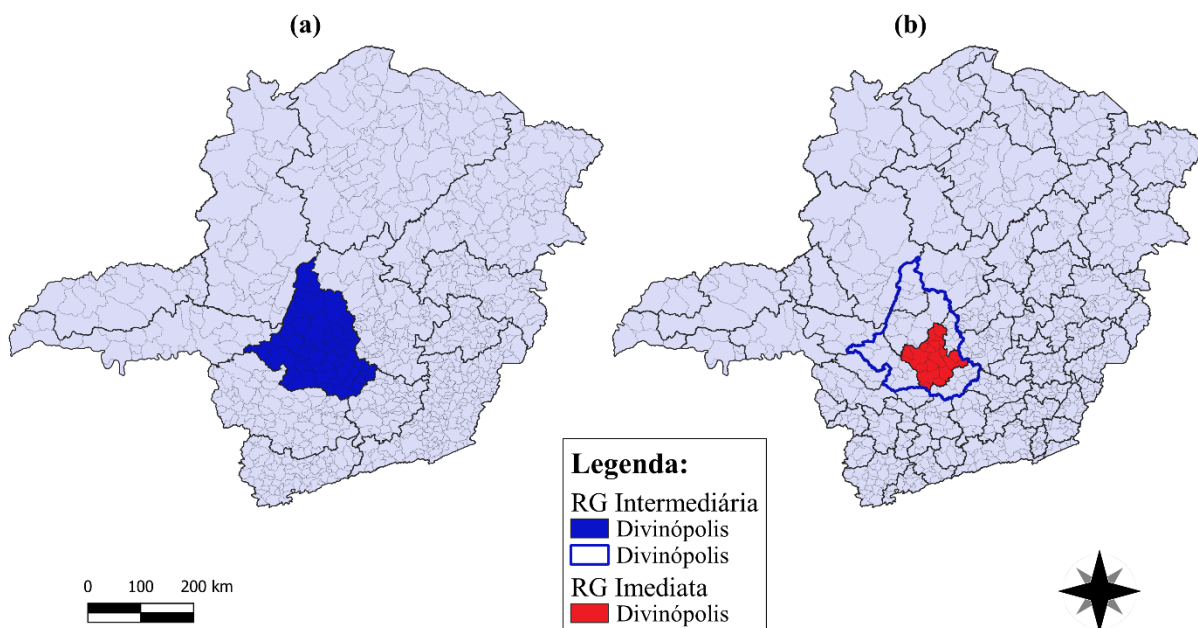 (a)
(b)
0 100 200 km
Legenda:
RG Intermediária
Divinópolis
Divinópolis
RG Imediata
Divinópolis